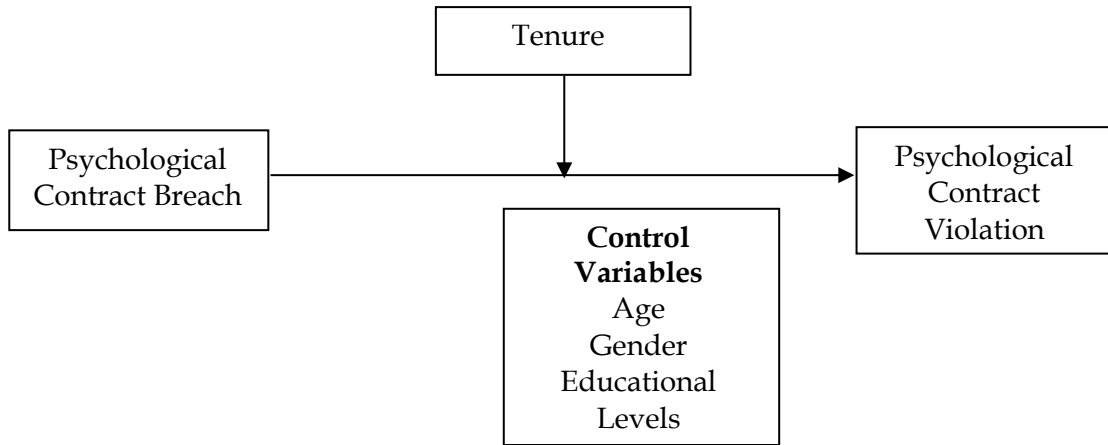 Tenure
Psychological
Contract Breach
Psychological
Contract
Violation
Control
Variables
Age
Gender
Educational
Levels